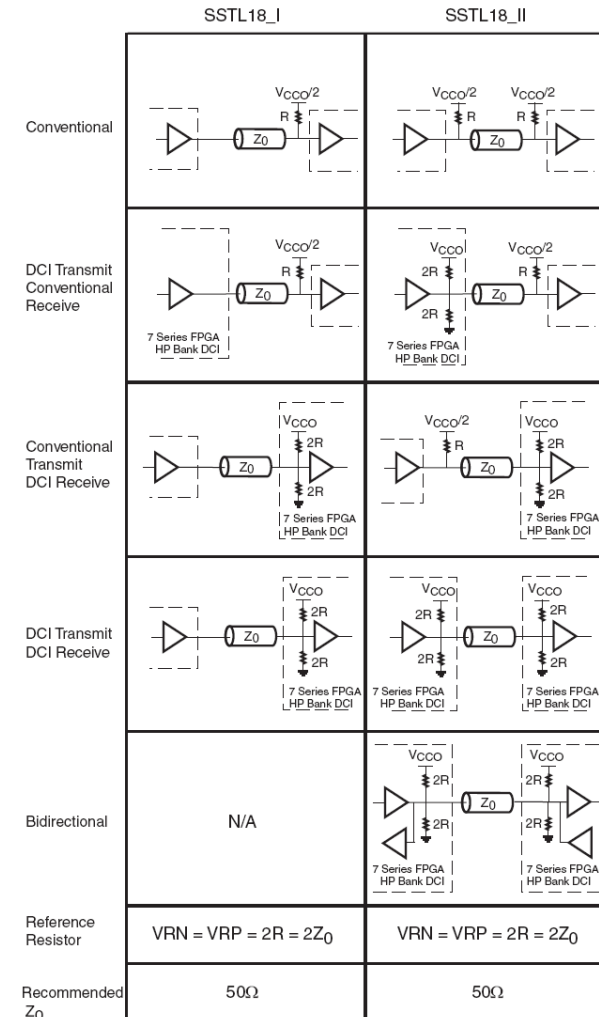 SSTL18_I SSTL18_II
Conventional
VCCO/2
R
Z0
VCCO/2 VCCO/2
R R
Z0
DCI Transmit
Conventional
Receive
VCCO/2
R
Z0
7 Series FPGA
HP Bank DCI
VCCO VCCO/2
2R R
Z0
2R
7 Series FPGA
HP Bank DCI
Conventional
Transmit
DCI Receive
VCCO
2R
Z0
2R
7 Series FPGA
HP Bank DCI
VCCO/2 VCCO
R 2R
Z0
2R
7 Series FPGA
HP Bank DCI
DCI Transmit
DCI Receive
VCCO
2R
Z0
2R
7 Series FPGA
HP Bank DCI
VCCO VCCO
2R 2R
Z0
2R 2R
7 Series FPGA 7 Series FPGA
HP Bank DCI HP Bank DCI
Bidirectional
N/A
VCCO VCCO
2R 2R
Z0
2R 2R
7 Series FPGA 7 Series FPGA
HP Bank DCI HP Bank DCI
Reference
Resistor
VRN = VRP = 2R = 2Z0 VRN = VRP = 2R = 2Z0
Recommended
Z0
50Ω 50Ω